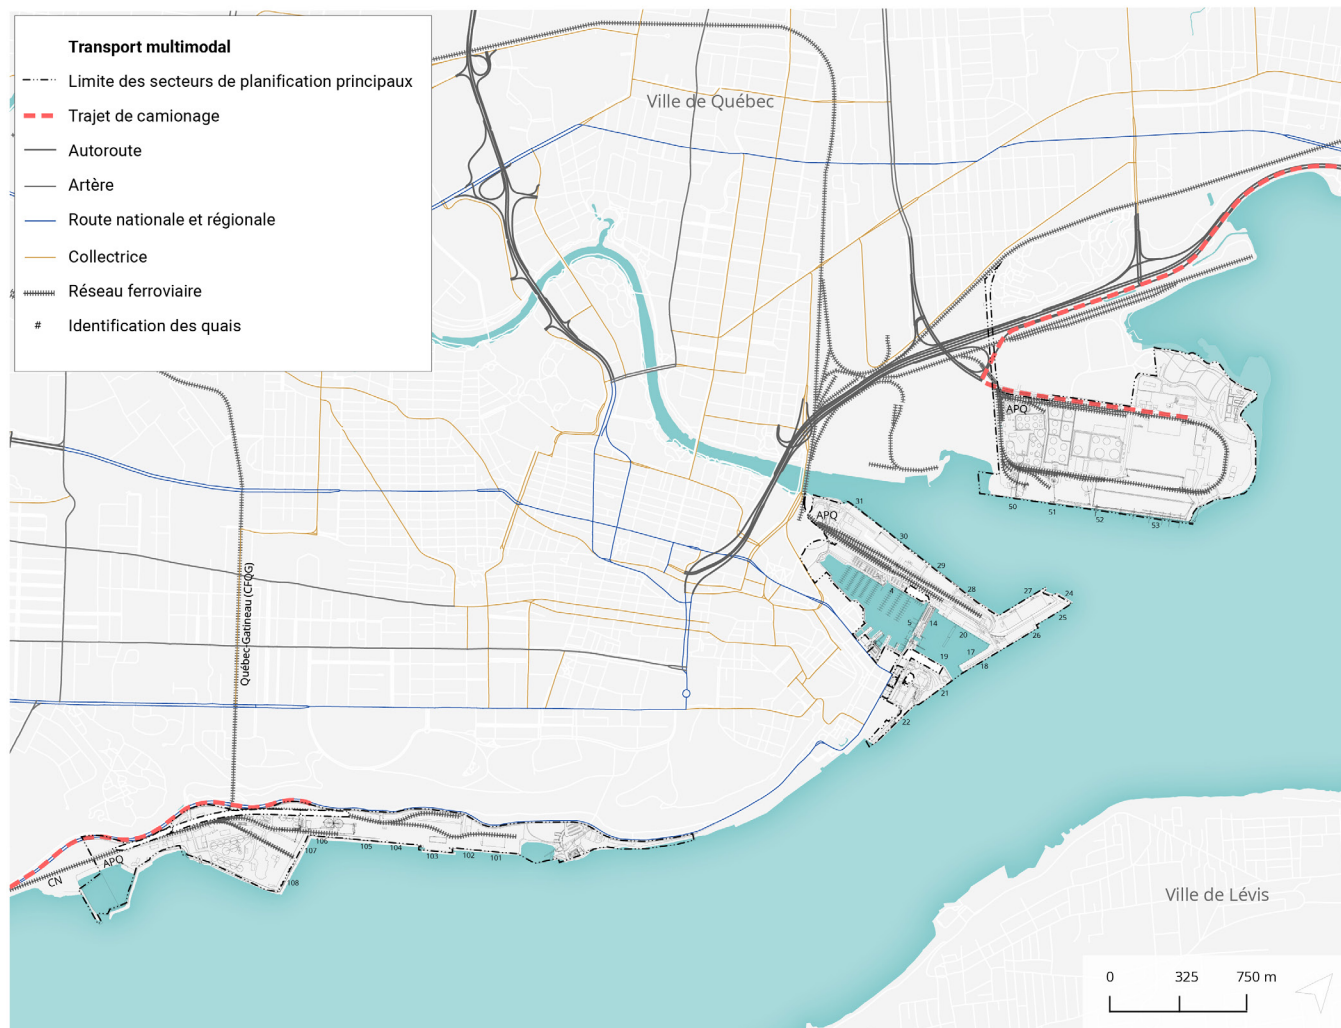 Transport multimodal
Limite des secteurs de planification principaux
Trajet de camionage
Autoroute
Artère
Route nationale et régionale
Collectrice
Réseau ferroviaire
#
Identification des quais
Ville de Québec
APQ
50
51
52
53
31
APQ
30
29
28
27
24
25
26
4
5
14
20
17
18
19
21
22
Québec-Gatineau (CFQG)
106
107
105
104
103
102
101
108
APQ
CN
Ville de Lévis
0 325 750 m